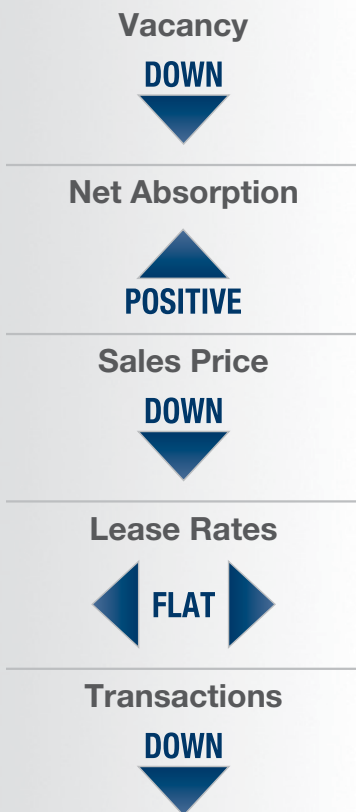 Vacancy
DOWN
Net Absorption
POSITIVE
Sales Price
DOWN
Lease Rates
FLAT
Transactions
DOWN